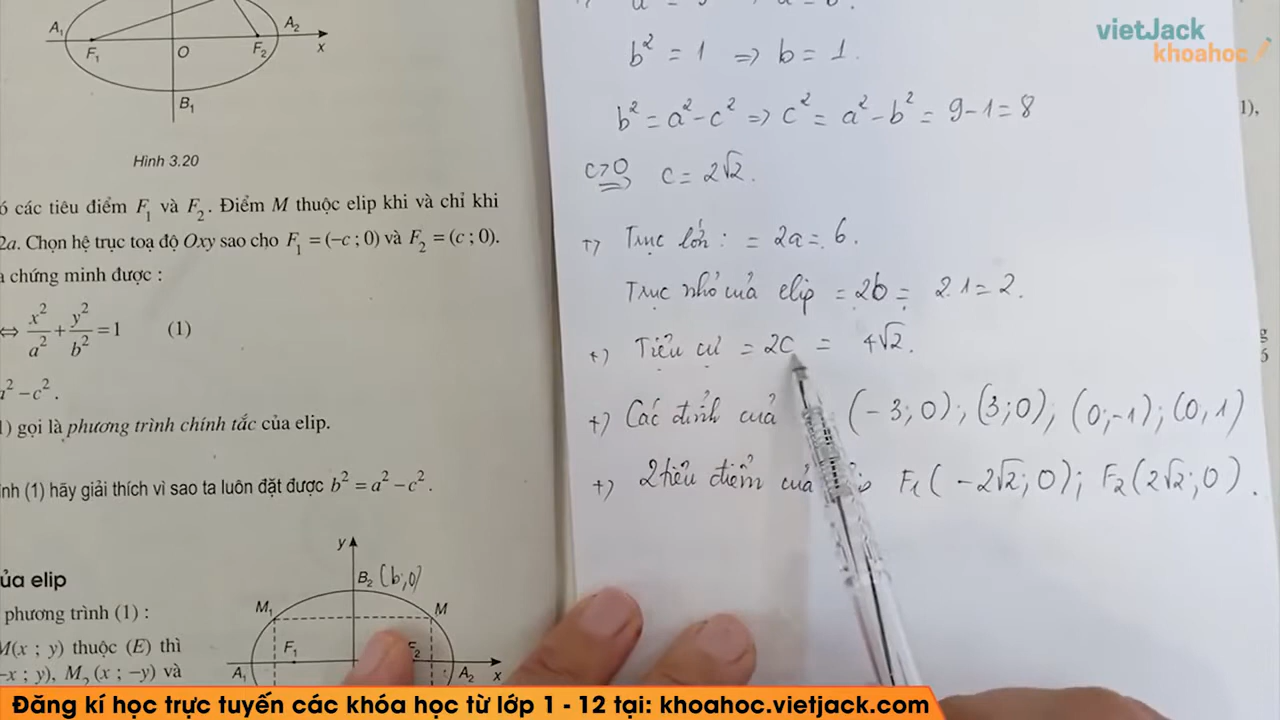 A₁
F₁
O
F₂
A₂
x
B₁
Hình 3.20
ó các tiêu điểm F₁ và F₂. Điểm M thuộc elip khi và chỉ khi
2a. Chọn hệ trục toạ độ Oxy sao cho F₁ = (–c ; 0) và F₂ = (c ; 0).
a chứng minh được :
⇔ x²/a² + y²/b² = 1 (1)
a² – c² .
1) gọi là phương trình chính tắc của elip.
nh (1) hãy giải thích vì sao ta luôn đặt được b² = a² – c² .
y
B₂ (b;0)
ủa elip
phương trình (1) :
M(x ; y) thuộc (E) thì
–x ; y), M₂ (x ; –y) và
M₁
M
F₁
F₂
A₁
A₂
x
b² = 1 => b = 1.
b² = a² – c² => c² = a² – b² = 9 – 1 = 8
c>0 => c = 2√2.
+) Trục lớn : = 2a = 6.
Trục nhỏ của elip = 2b = 2.1 = 2.
+) Tiêu cự = 2c = 4√2.
+) Các đỉnh của (–3;0); (3;0); (0;–1); (0;1)
+) 2 tiêu điểm của F₁(–2√2;0); F₂(2√2;0).
vietJack
khoahoc
1),
Đăng kí học trực tuyến các khóa học từ lớp 1 - 12 tại: khoahoc.vietjack.com